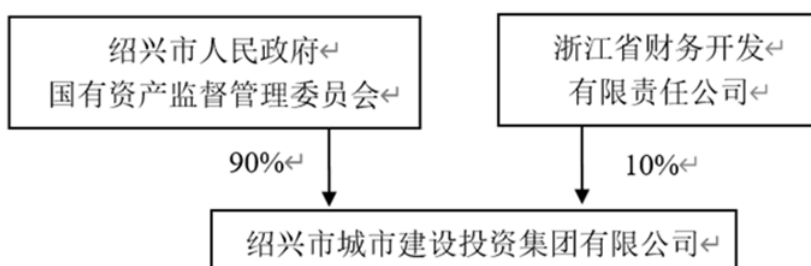 绍兴市人民政府
国有资产监督管理委员会
浙江省财务开发
有限责任公司
90%
10%
绍兴市城市建设投资集团有限公司